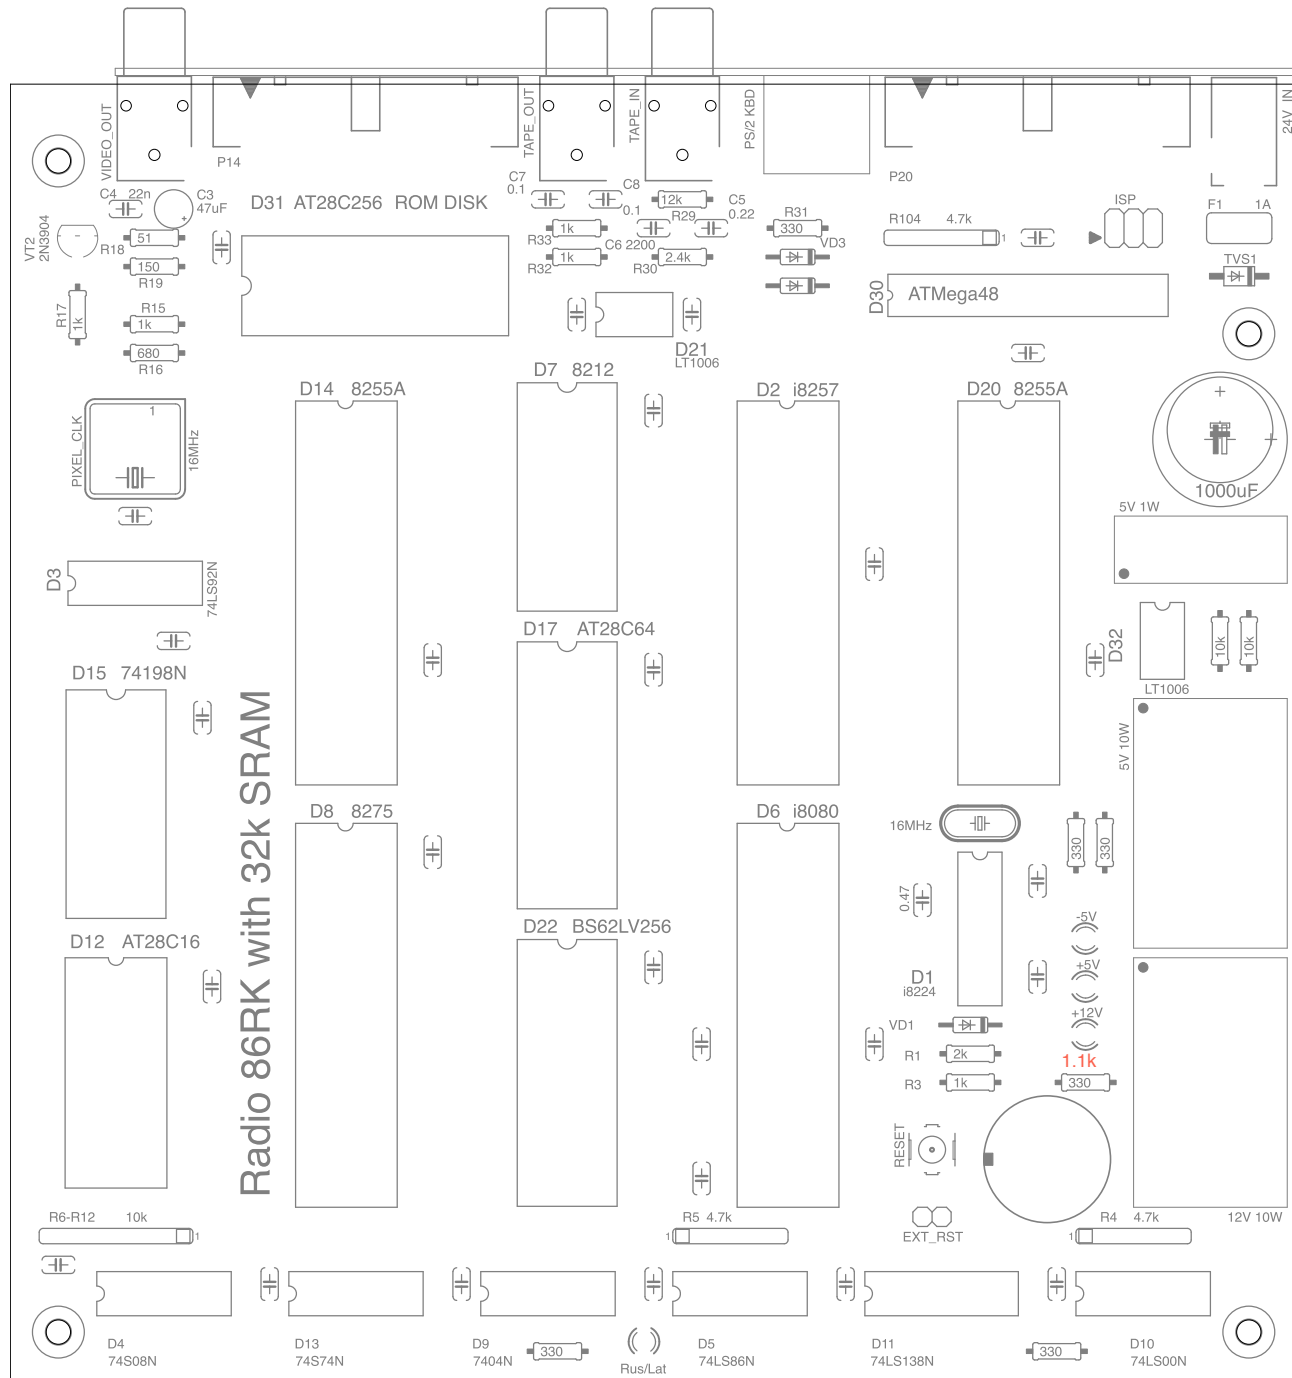 VIDEO_OUT
P14
TAPE_OUT
TAPE_IN
PS/2 KBD
P20
24V_IN
C4 22n
C3
47uF
VT2
2N3904
R18
51
150
R19
R17
1k
R15
1k
680
R16
D31 AT28C256 ROM DISK
C7
0.1
C8
0.1
12k
R29
C5
0.22
R33
1k
C6 2200
R32
1k
R30
2.4k
R31
330
VD3
R104 4.7k
1
ISP
F1 1A
TVS1
D30
ATMega48
D21
LT1006
PIXEL_CLK
1
16MHz
D14 8255A
D7 8212
D2 i8257
D20 8255A
1000uF
5V 1W
D3
74LS92N
D17 AT28C64
D32
LT1006
10k
10k
D15 74198N
Radio 86RK with 32k SRAM
5V 10W
D8 8275
D6 i8080
16MHz
330
330
0.47
D12 AT28C16
D22 BS62LV256
-5V
+5V
+12V
D1
i8224
VD1
R1
2k
R3
1k
1.1k
330
RESET
EXT_RST
12V 10W
R6-R12 10k
1
R5 4.7k
1
R4 4.7k
1
D4
74S08N
D13
74S74N
D9
7404N
330
Rus/Lat
D5
74LS86N
D11
74LS138N
330
D10
74LS00N